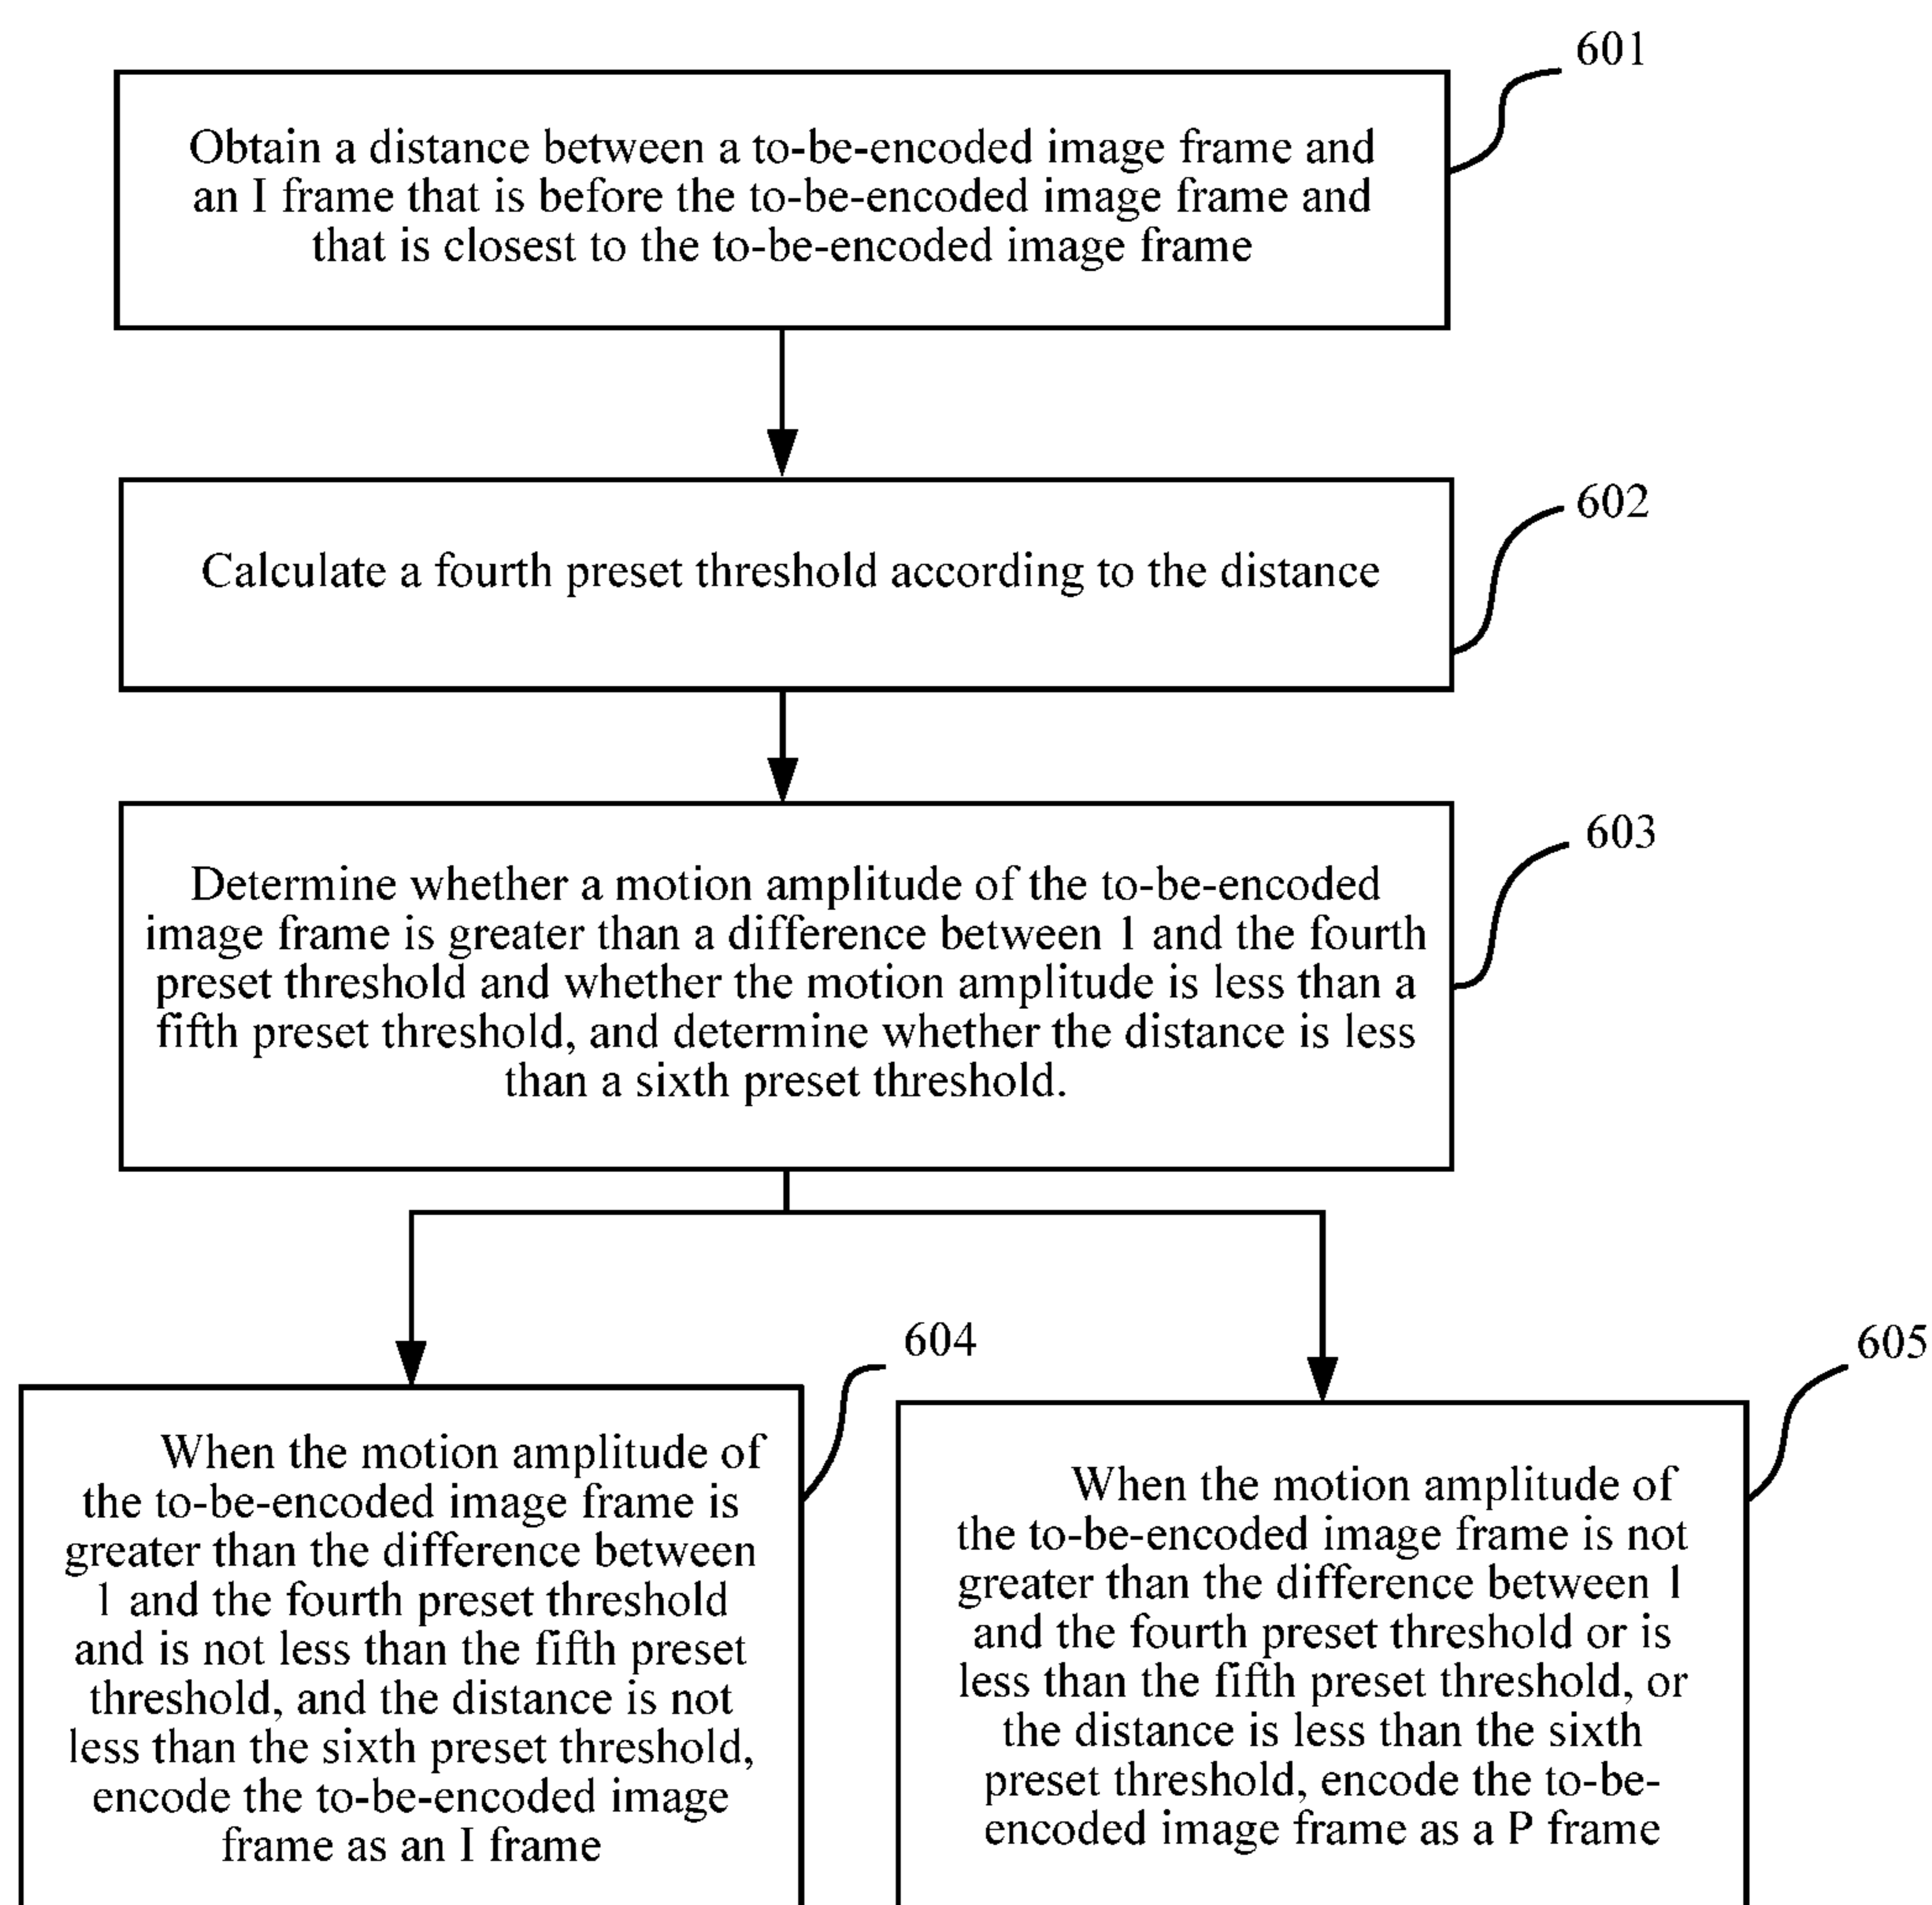 601
Obtain a distance between a to-be-encoded image frame and
an I frame that is before the to-be-encoded image frame and
that is closest to the to-be-encoded image frame
602
Calculate a fourth preset threshold according to the distance
603
Determine whether a motion amplitude of the to-be-encoded
image frame is greater than a difference between 1 and the fourth
preset threshold and whether the motion amplitude is less than a
fifth preset threshold, and determine whether the distance is less
than a sixth preset threshold.
604
When the motion amplitude of
the to-be-encoded image frame is
greater than the difference between
1 and the fourth preset threshold
and is not less than the fifth preset
threshold, and the distance is not
less than the sixth preset threshold,
encode the to-be-encoded image
frame as an I frame
605
When the motion amplitude of
the to-be-encoded image frame is not
greater than the difference between 1
and the fourth preset threshold or is
less than the fifth preset threshold, or
the distance is less than the sixth
preset threshold, encode the to-be-
encoded image frame as a P frame